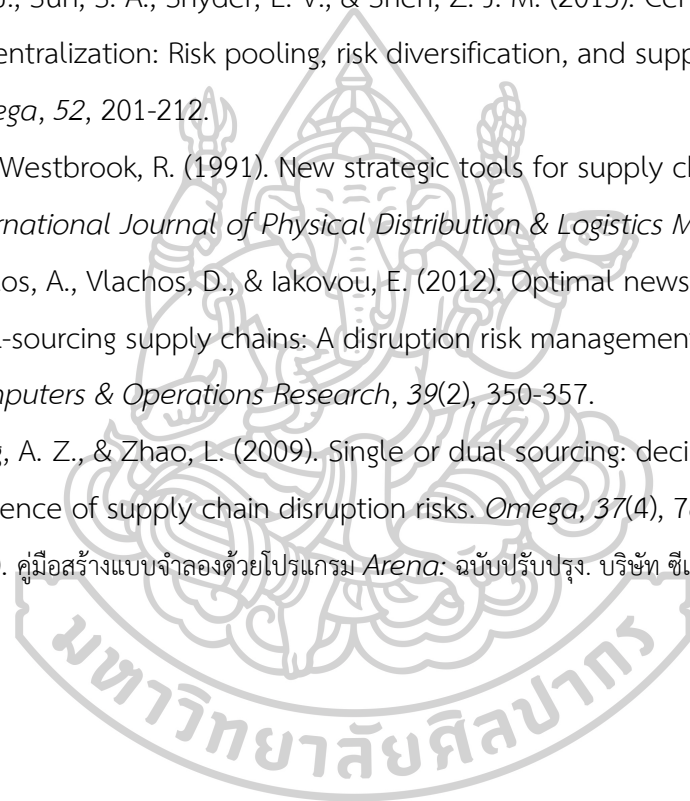 J., Sun, S. A., Snyder, L. V., & Shen, Z. J. M. (2015).
entralization: Risk pooling, risk diversification, and supp
ega, 52, 201-212.
Westbrook, R. (1991). New strategic tools for supply ch
rnational Journal of Physical Distribution & Logistics M
os, A., Vlachos, D., & Iakovou, E. (2012). Optimal news
l-sourcing supply chains: A disruption risk management
mputers & Operations Research, 39(2), 350-357.
g, A. Z., & Zhao, L. (2009). Single or dual sourcing: deci
ence of supply chain disruption risks. Omega, 37(4), 7
). คู่มือสร้างแบบจำลองด้วยโปรแกรม Arena: ฉบับปรับปรุง. บริษัท ซีเ
มหาวิทยาลัยศิลปากร